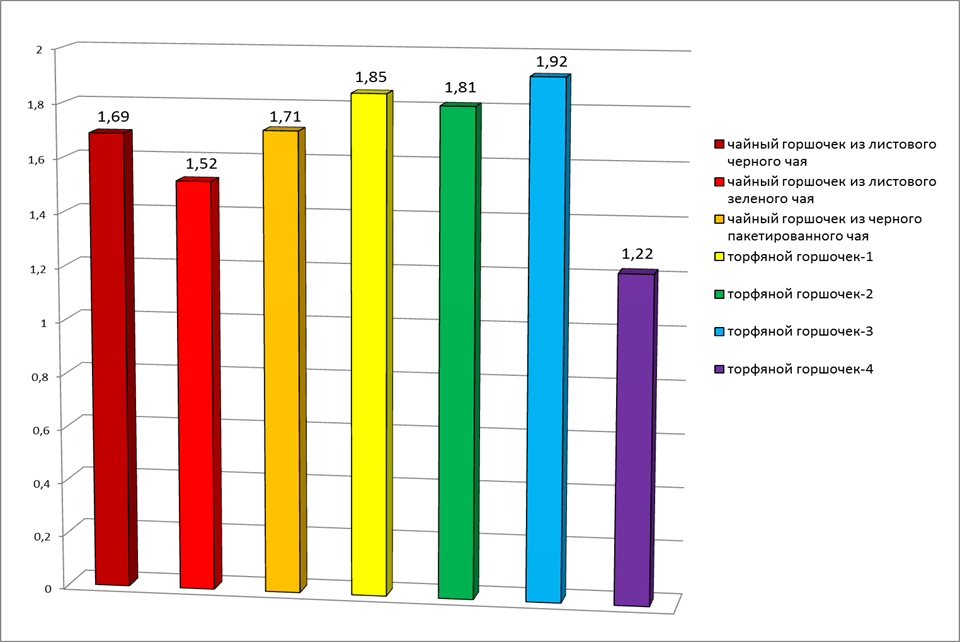 2
1,8
1,6
1,4
1,2
1
0,8
0,6
0,4
0,2
0
1,69
1,52
1,71
1,85
1,81
1,92
1,22
чайный горшочек из листового
черного чая
чайный горшочек из листового
зеленого чая
чайный горшочек из черного
пакетированного чая
торфяной горшочек-1
торфяной горшочек-2
торфяной горшочек-3
торфяной горшочек-4